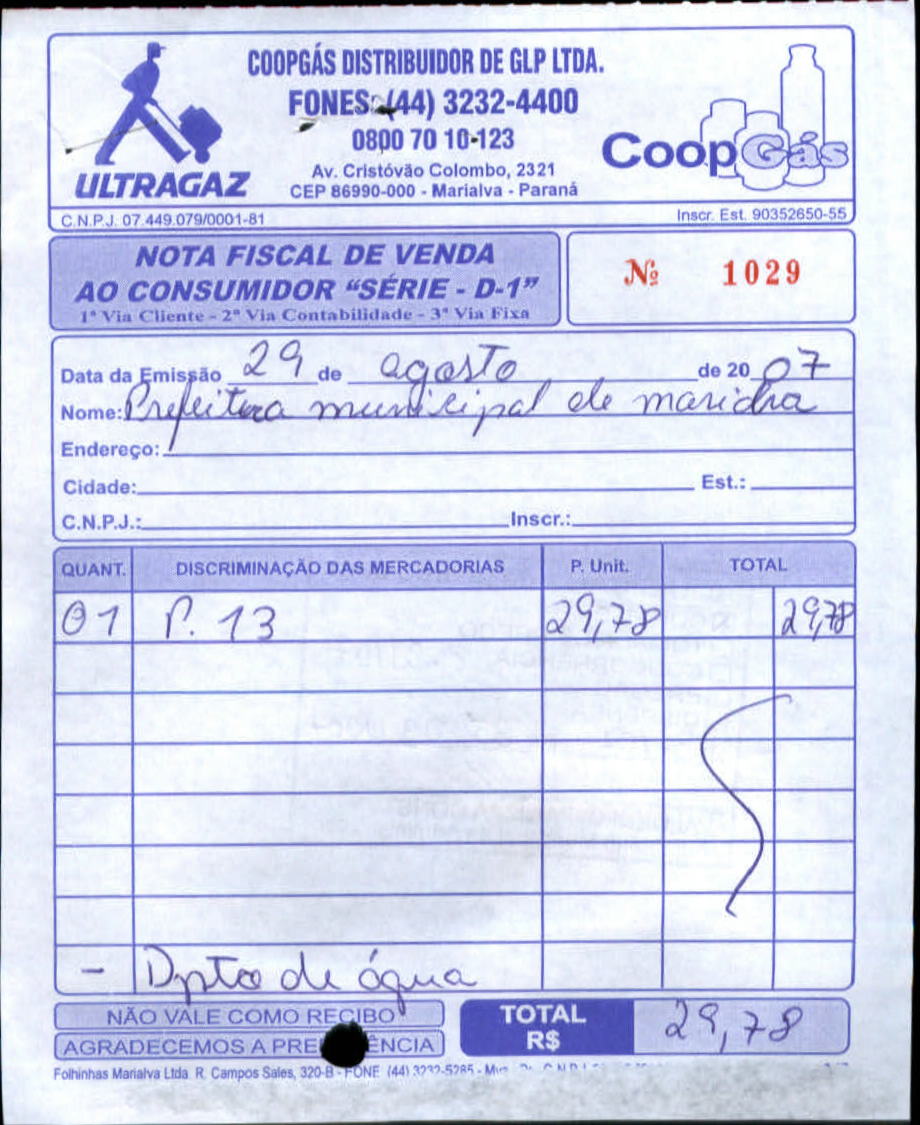 COOPGÁS DISTRIBUIDOR DE GLP LTDA.
FONES: (44) 3232-4400
0800 70 10-123
Av. Cristóvão Colombo, 2321
CEP 86990-000 - Marialva - Paraná
ULTRAGAZ
CoopGás
C.N.P.J. 07.449.079/0001-81
Inscr. Est. 90352650-55
NOTA FISCAL DE VENDA
AO CONSUMIDOR "SÉRIE - D-1"
1ª Via Cliente - 2ª Via Contabilidade - 3ª Via Fixa
Nº 1029
Data da Emissão 29 de agosto de 20 07
Nome: Prefeitura municipal de
Endereço:
Cidade: Est.:
C.N.P.J.: Inscr.:
QUANT. DISCRIMINAÇÃO DAS MERCADORIAS P. Unit. TOTAL
01 P. 13 29,78 29,78
- Dpto de água
NÃO VALE COMO RECIBO
AGRADECEMOS A
TOTAL
R$
29,78
Folhinhas Marialva Ltda. R. Campos Sales, 320-B - FONE (44) 3232-5285